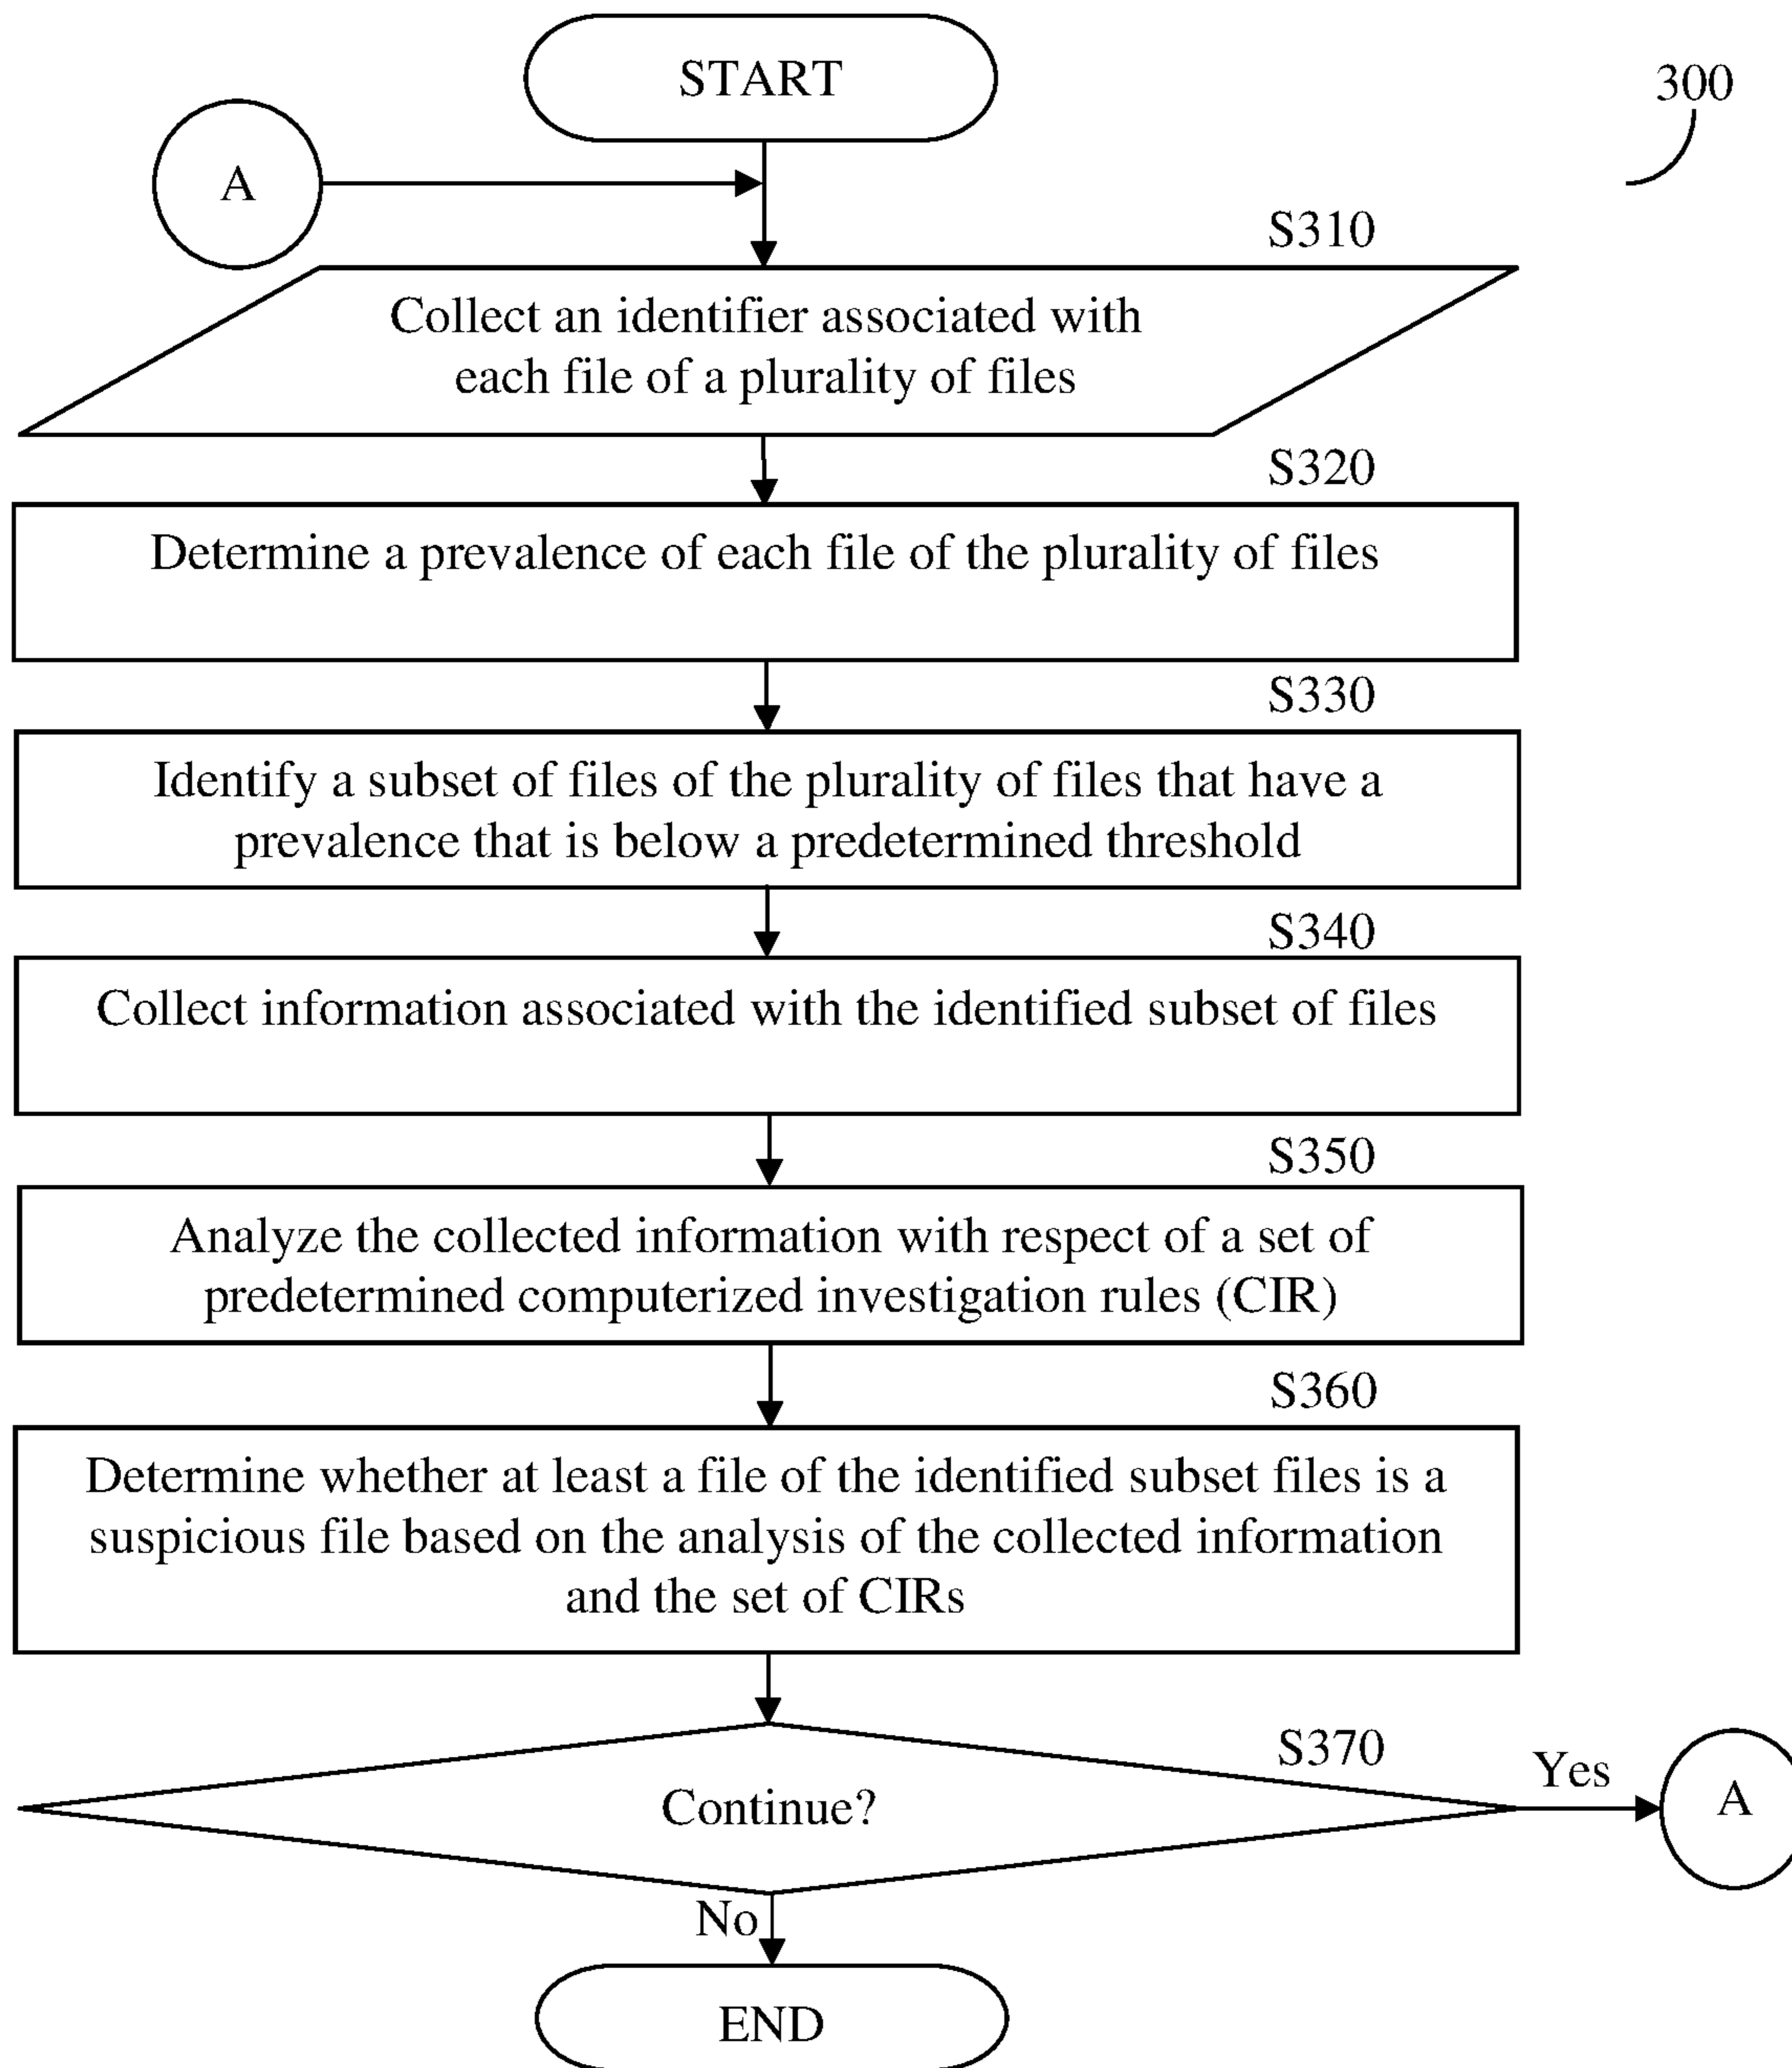 START
300
A
S310
Collect an identifier associated with
each file of a plurality of files
S320
Determine a prevalence of each file of the plurality of files
S330
Identify a subset of files of the plurality of files that have a
prevalence that is below a predetermined threshold
S340
Collect information associated with the identified subset of files
S350
Analyze the collected information with respect of a set of
predetermined computerized investigation rules (CIR)
S360
Determine whether at least a file of the identified subset files is a
suspicious file based on the analysis of the collected information
and the set of CIRs
S370
Continue?
Yes
A
No
END